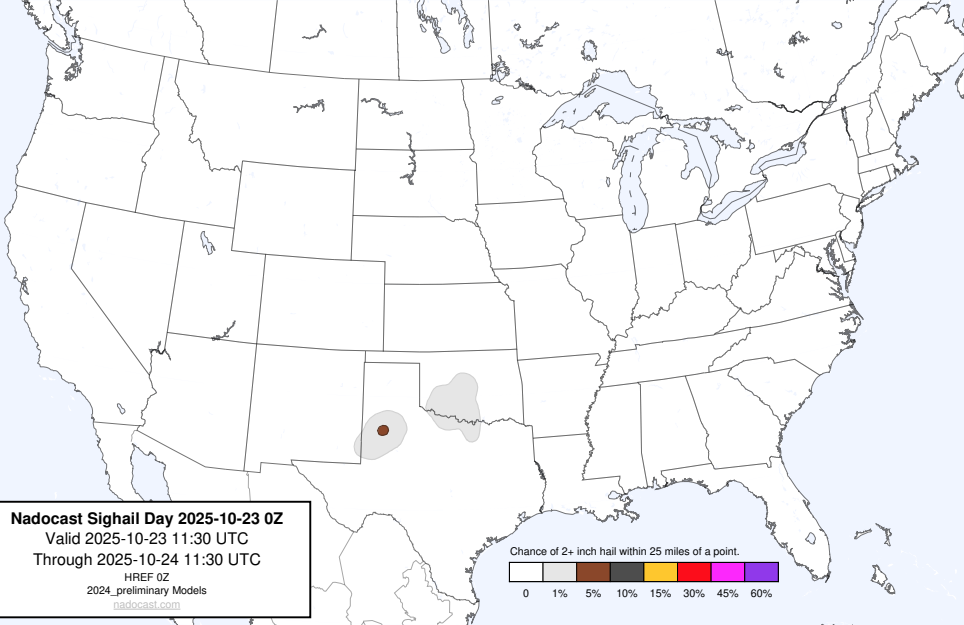 Nadocast Sighail Day 2025-10-23 0Z
Valid 2025-10-23 11:30 UTC
Through 2025-10-24 11:30 UTC
HREF 0Z
2024_preliminary Models
nadocast.com
Chance of 2+ inch hail within 25 miles of a point.
0 1% 5% 10% 15% 30% 45% 60%